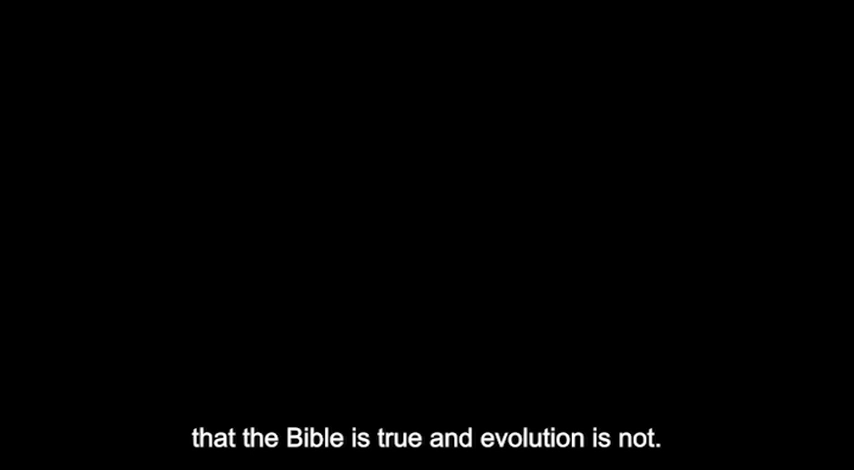 that the Bible is true and evolution is not.